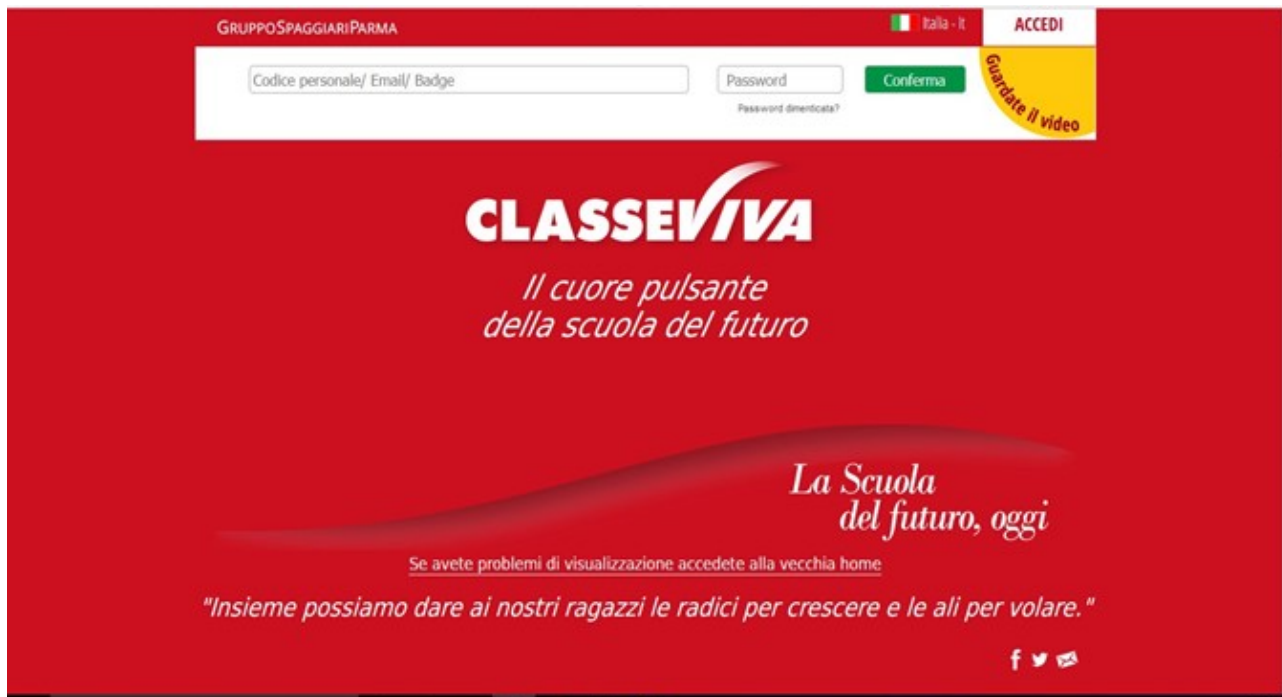 GRUPPOSPAGGIARIPARMA
Italia - It
ACCEDI
Codice personale/ Email/ Badge
Password
Conferma
Guardate il video
Password dimenticata?
CLASSEVIVA
Il cuore pulsante
della scuola del futuro
La Scuola
del futuro, oggi
Se avete problemi di visualizzazione accedete alla vecchia home
"Insieme possiamo dare ai nostri ragazzi le radici per crescere e le ali per volare."